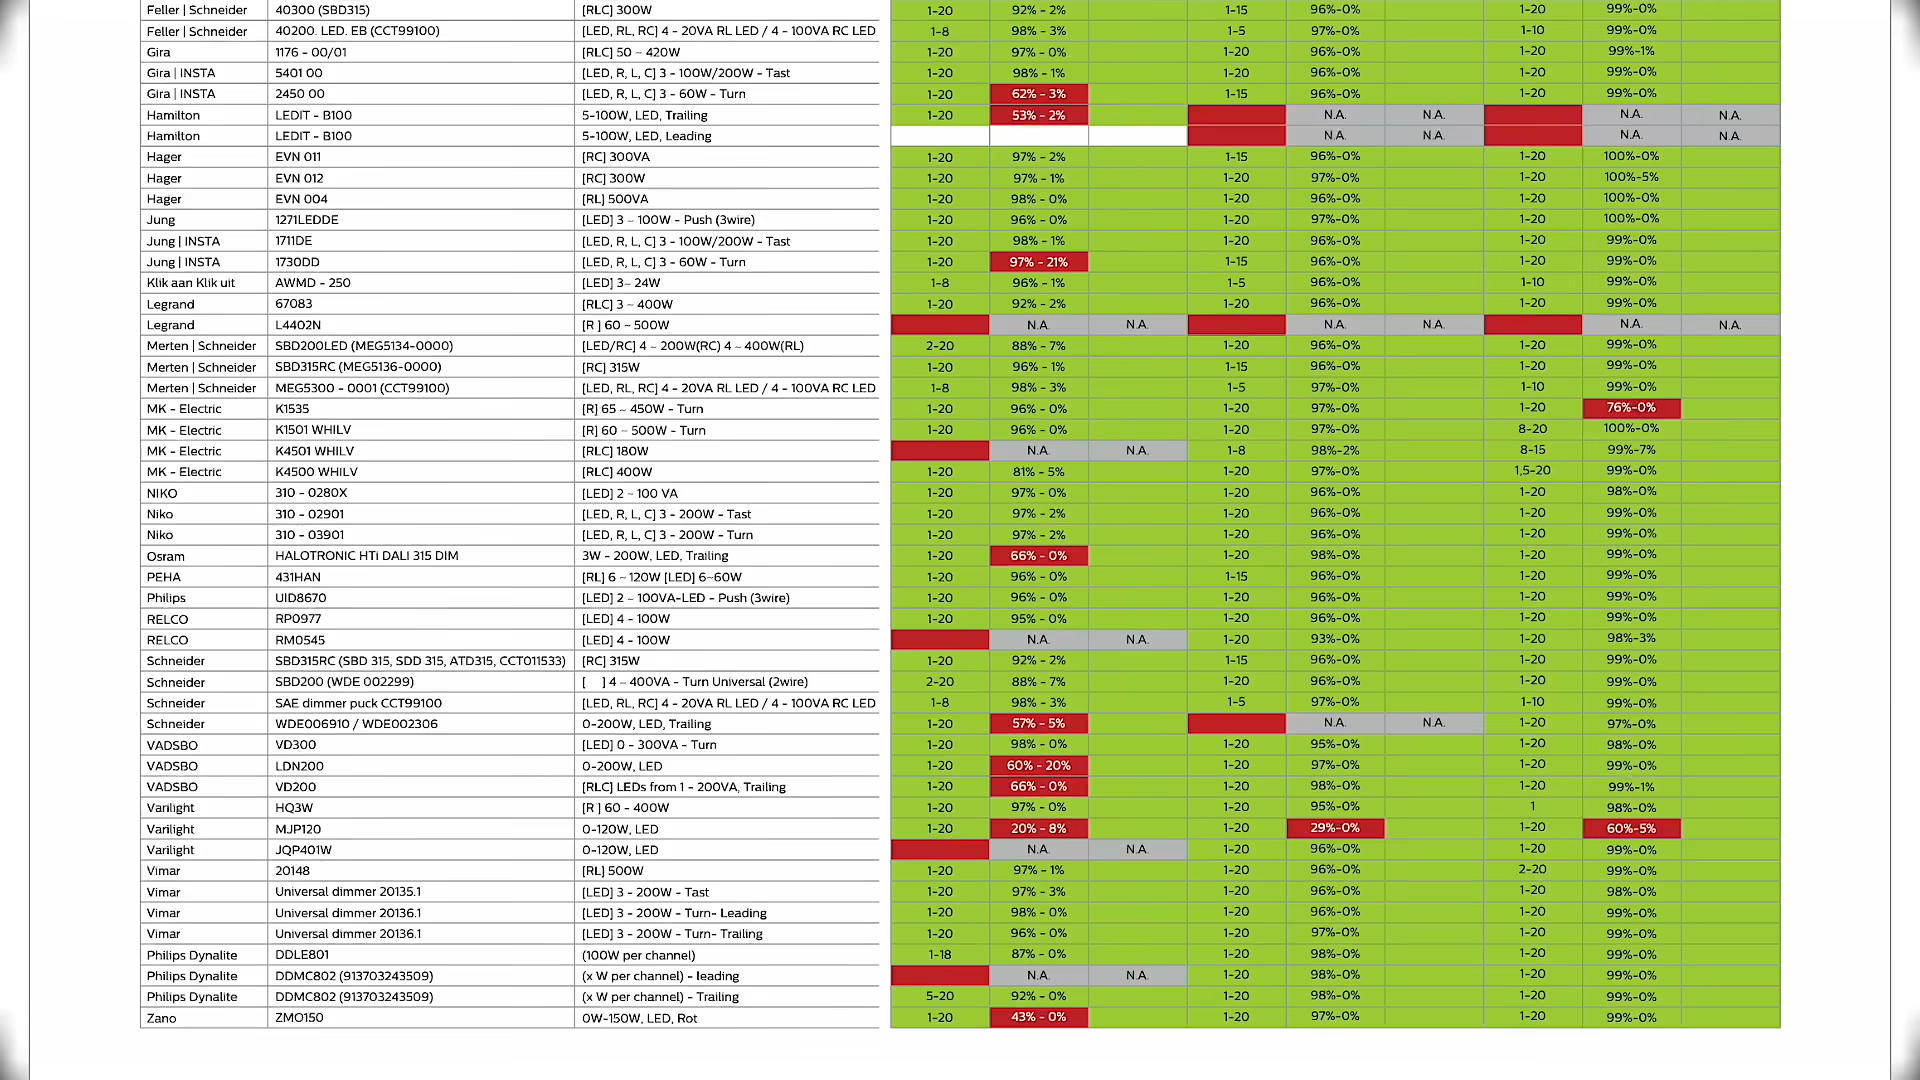 Feller | Schneider 40300 (SBD315) [RLC] 300W 1-20 92% - 2% 1-15 96%-0% 1-20 99%-0%
Feller | Schneider 40200. LED. EB (CCT99100) [LED, RL, RC] 4 - 20VA RL LED / 4 - 100VA RC LED 1-8 98% - 3% 1-5 97%-0% 1-10 99%-0%
Gira 1176 - 00/01 [RLC] 50 ~ 420W 1-20 97% - 0% 1-20 96%-0% 1-20 99%-1%
Gira | INSTA 5401 00 [LED, R, L, C] 3 - 100W/200W - Tast 1-20 98% - 1% 1-20 96%-0% 1-20 99%-0%
Gira | INSTA 2450 00 [LED, R, L, C] 3 - 60W - Turn 1-20 62% - 3% 1-15 96%-0% 1-20 99%-0%
Hamilton LEDIT - B100 5-100W, LED, Trailing 1-20 53% - 2% N.A. N.A. N.A. N.A.
Hamilton LEDIT - B100 5-100W, LED, Leading N.A. N.A. N.A. N.A.
Hager EVN 011 [RC] 300VA 1-20 97% - 2% 1-15 96%-0% 1-20 100%-0%
Hager EVN 012 [RC] 300W 1-20 97% - 1% 1-20 97%-0% 1-20 100%-5%
Hager EVN 004 [RL] 500VA 1-20 98% - 0% 1-20 96%-0% 1-20 100%-0%
Jung 1271LEDDE [LED] 3 ~ 100W - Push (3wire) 1-20 96% - 0% 1-20 97%-0% 1-20 100%-0%
Jung | INSTA 1711DE [LED, R, L, C] 3 - 100W/200W - Tast 1-20 98% - 1% 1-20 96%-0% 1-20 99%-0%
Jung | INSTA 1730DD [LED, R, L, C] 3 - 60W - Turn 1-20 97% - 21% 1-15 96%-0% 1-20 99%-0%
Klik aan Klik uit AWMD - 250 [LED] 3~ 24W 1-8 96% - 1% 1-5 96%-0% 1-10 99%-0%
Legrand 67083 [RLC] 3 ~ 400W 1-20 92% - 2% 1-20 96%-0% 1-20 99%-0%
Legrand L4402N [R ] 60 ~ 500W N.A. N.A. N.A. N.A. N.A. N.A.
Merten | Schneider SBD200LED (MEG5134-0000) [LED/RC] 4 ~ 200W(RC) 4 ~ 400W(RL) 2-20 88% - 7% 1-20 96%-0% 1-20 99%-0%
Merten | Schneider SBD315RC (MEG5136-0000) [RC] 315W 1-20 96% - 1% 1-15 96%-0% 1-20 99%-0%
Merten | Schneider MEG5300 - 0001 (CCT99100) [LED, RL, RC] 4 - 20VA RL LED / 4 - 100VA RC LED 1-8 98% - 3% 1-5 97%-0% 1-10 99%-0%
MK - Electric K1535 [R] 65 ~ 450W - Turn 1-20 96% - 0% 1-20 97%-0% 1-20 76%-0%
MK - Electric K1501 WHILV [R] 60 ~ 500W - Turn 1-20 96% - 0% 1-20 97%-0% 8-20 100%-0%
MK - Electric K4501 WHILV [RLC] 180W N.A. N.A. 1-8 98%-2% 8-15 99%-7%
MK - Electric K4500 WHILV [RLC] 400W 1-20 81% - 5% 1-20 97%-0% 1,5-20 99%-0%
NIKO 310 - 0280X [LED] 2 ~ 100 VA 1-20 97% - 0% 1-20 96%-0% 1-20 98%-0%
Niko 310 - 02901 [LED, R, L, C] 3 - 200W - Tast 1-20 97% - 2% 1-20 96%-0% 1-20 99%-0%
Niko 310 - 03901 [LED, R, L, C] 3 - 200W - Turn 1-20 97% - 2% 1-20 96%-0% 1-20 99%-0%
Osram HALOTRONIC HTi DALI 315 DIM 3W - 200W, LED, Trailing 1-20 66% - 0% 1-20 98%-0% 1-20 99%-0%
PEHA 431HAN [RL] 6 ~ 120W [LED] 6~60W 1-20 96% - 0% 1-15 96%-0% 1-20 99%-0%
Philips UID8670 [LED] 2 ~ 100VA-LED - Push (3wire) 1-20 96% - 0% 1-20 96%-0% 1-20 99%-0%
RELCO RP0977 [LED] 4 - 100W 1-20 95% - 0% 1-20 96%-0% 1-20 99%-0%
RELCO RM0545 [LED] 4 - 100W N.A. N.A. 1-20 93%-0% 1-20 98%-3%
Schneider SBD315RC (SBD 315, SDD 315, ATD315, CCT011533) [RC] 315W 1-20 92% - 2% 1-15 96%-0% 1-20 99%-0%
Schneider SBD200 (WDE 002299) [ ] 4 ~ 400VA - Turn Universal (2wire) 2-20 88% - 7% 1-20 96%-0% 1-20 99%-0%
Schneider SAE dimmer puck CCT99100 [LED, RL, RC] 4 - 20VA RL LED / 4 - 100VA RC LED 1-8 98% - 3% 1-5 97%-0% 1-10 99%-0%
Schneider WDE006910 / WDE002306 0-200W, LED, Trailing 1-20 57% - 5% N.A. N.A. 1-20 97%-0%
VADSBO VD300 [LED] 0 - 300VA - Turn 1-20 98% - 0% 1-20 95%-0% 1-20 98%-0%
VADSBO LDN200 0-200W, LED 1-20 60% - 20% 1-20 97%-0% 1-20 99%-0%
VADSBO VD200 [RLC] LEDs from 1 - 200VA, Trailing 1-20 66% - 0% 1-20 98%-0% 1-20 99%-1%
Varilight HQ3W [R ] 60 - 400W 1-20 97% - 0% 1-20 95%-0% 1 98%-0%
Varilight MJP120 0-120W, LED 1-20 20% - 8% 1-20 29%-0% 1-20 60%-5%
Varilight JQP401W 0-120W, LED N.A. N.A. 1-20 96%-0% 1-20 99%-0%
Vimar 20148 [RL] 500W 1-20 97% - 1% 1-20 96%-0% 2-20 99%-0%
Vimar Universal dimmer 20135.1 [LED] 3 - 200W - Tast 1-20 97% - 3% 1-20 96%-0% 1-20 98%-0%
Vimar Universal dimmer 20136.1 [LED] 3 - 200W - Turn- Leading 1-20 98% - 0% 1-20 96%-0% 1-20 99%-0%
Vimar Universal dimmer 20136.1 [LED] 3 - 200W - Turn- Trailing 1-20 96% - 0% 1-20 97%-0% 1-20 99%-0%
Philips Dynalite DDLE801 (100W per channel) 1-18 87% - 0% 1-20 98%-0% 1-20 99%-0%
Philips Dynalite DDMC802 (913703243509) (x W per channel) - leading N.A. N.A. 1-20 98%-0% 1-20 99%-0%
Philips Dynalite DDMC802 (913703243509) (x W per channel) - Trailing 5-20 92% - 0% 1-20 98%-0% 1-20 99%-0%
Zano ZMO150 0W-150W, LED, Rot 1-20 43% - 0% 1-20 97%-0% 1-20 99%-0%